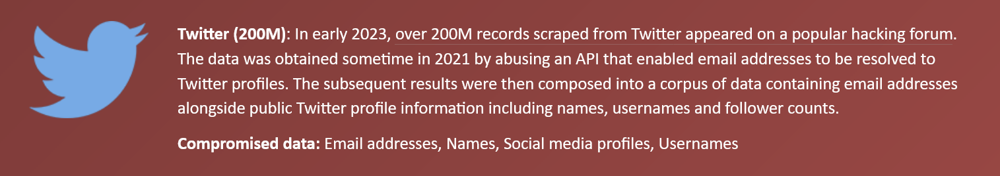 Twitter (200M): In early 2023, over 200M records scraped from Twitter appeared on a popular hacking forum.
The data was obtained sometime in 2021 by abusing an API that enabled email addresses to be resolved to
Twitter profiles. The subsequent results were then composed into a corpus of data containing email addresses
alongside public Twitter profile information including names, usernames and follower counts.
Compromised data: Email addresses, Names, Social media profiles, Usernames